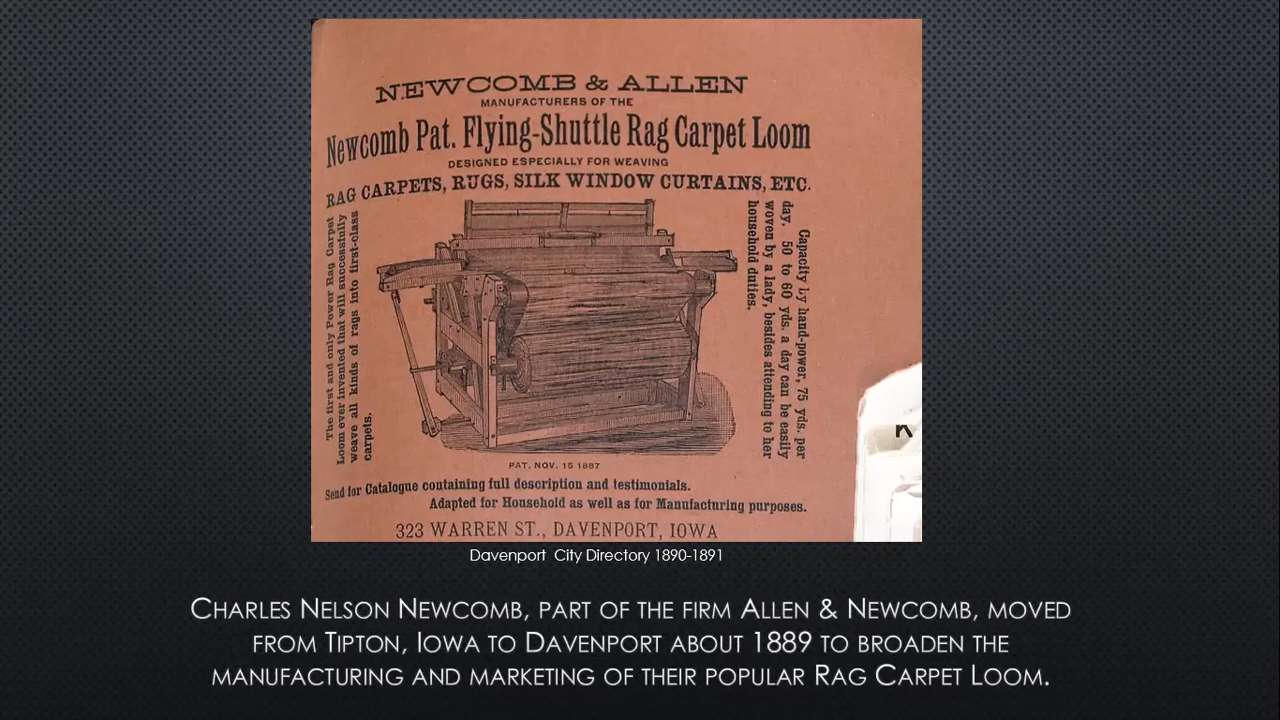 NEWCOMB & ALLEN
MANUFACTURERS OF THE
Newcomb Pat. Flying-Shuttle Rag Carpet Loom
DESIGNED ESPECIALLY FOR WEAVING
RAG CARPETS, RUGS, SILK WINDOW CURTAINS, ETC.
The first and only Power Rag Carpet
Loom ever invented that will successfully
weave all kinds of rags into first-class
carpets.
Capacity by hand-power, 75 yds. per
day. 50 to 60 yds. a day can be easily
woven by a lady, besides attending to her
household duties.
PAT. NOV. 15 1887
Send for Catalogue containing full description and testimonials.
Adapted for Household as well as for Manufacturing purposes.
323 WARREN ST., DAVENPORT, IOWA
K
Davenport City Directory 1890-1891
CHARLES NELSON NEWCOMB, PART OF THE FIRM ALLEN & NEWCOMB, MOVED
FROM TIPTON, IOWA TO DAVENPORT ABOUT 1889 TO BROADEN THE
MANUFACTURING AND MARKETING OF THEIR POPULAR RAG CARPET LOOM.